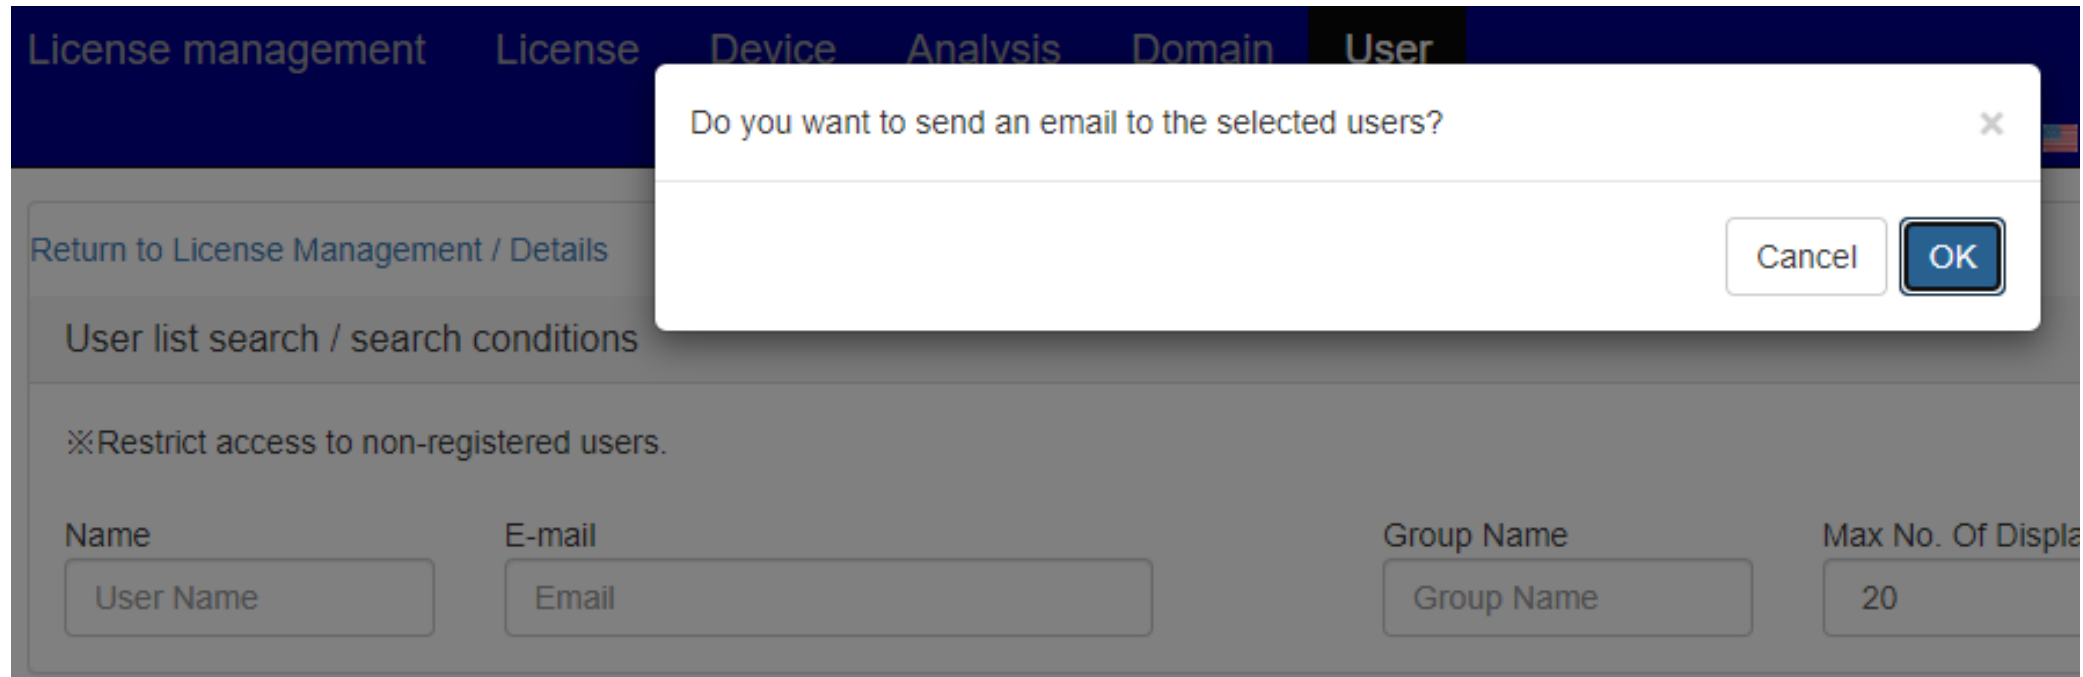 License management License Device Analysis Domain User
Do you want to send an email to the selected users? ×
Cancel OK
Return to License Management / Details
User list search / search conditions
※Restrict access to non-registered users.
Name E-mail Group Name Max No. Of Displa
User Name Email Group Name 20